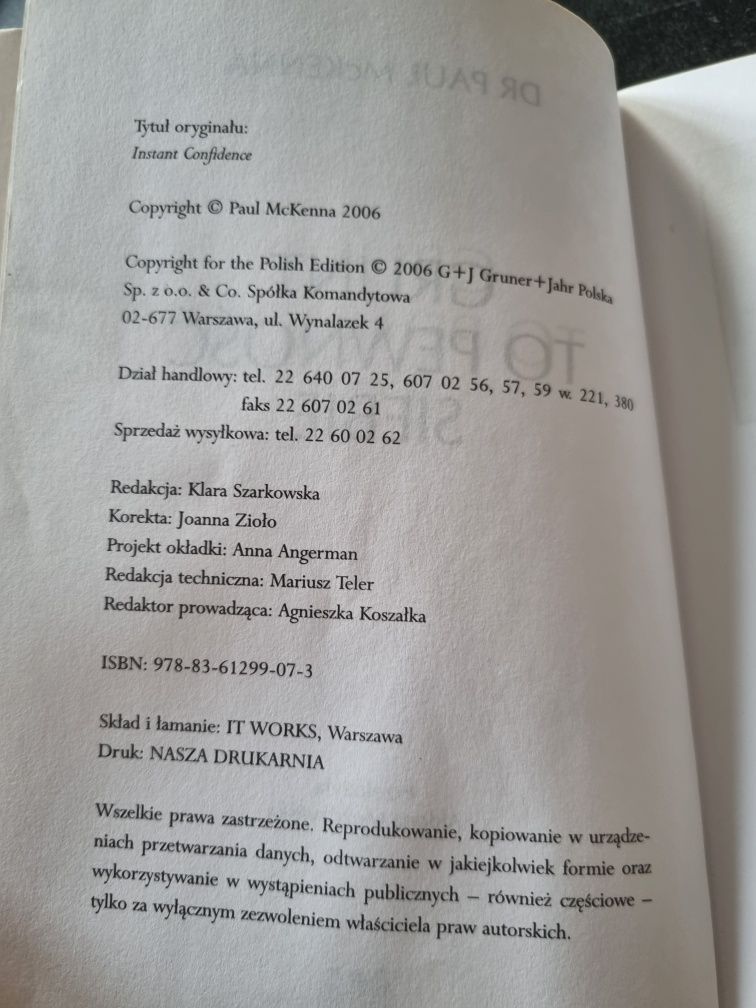 Tytuł oryginału:
Instant Confidence
Copyright © Paul McKenna 2006
Copyright for the Polish Edition © 2006 G+J Gruner+Jahr Polska
Sp. z o.o. & Co. Spółka Komandytowa
02-677 Warszawa, ul. Wynalazek 4
Dział handlowy: tel. 22 640 07 25, 607 02 56, 57, 59 w. 221, 380
faks 22 607 02 61
Sprzedaż wysyłkowa: tel. 22 60 02 62
Redakcja: Klara Szarkowska
Korekta: Joanna Zioło
Projekt okładki: Anna Angerman
Redakcja techniczna: Mariusz Teler
Redaktor prowadząca: Agnieszka Koszałka
ISBN: 978-83-61299-07-3
Skład i łamanie: IT WORKS, Warszawa
Druk: NASZA DRUKARNIA
Wszelkie prawa zastrzeżone. Reprodukowanie, kopiowanie w urządze-
niach przetwarzania danych, odtwarzanie w jakiejkolwiek formie oraz
wykorzystywanie w wystąpieniach publicznych – również częściowe –
tylko za wyłącznym zezwoleniem właściciela praw autorskich.